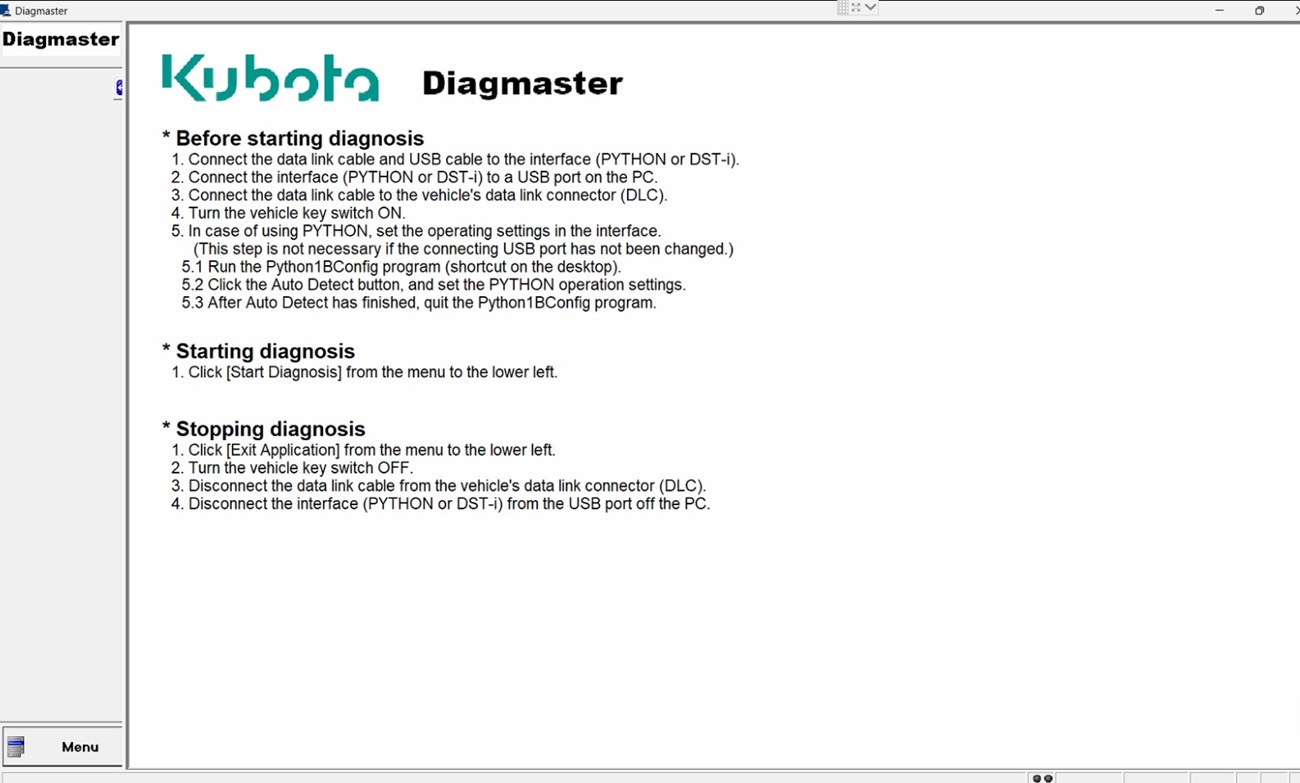 Diagmaster
Diagmaster
Kubota Diagmaster
* Before starting diagnosis
1. Connect the data link cable and USB cable to the interface (PYTHON or DST-i).
2. Connect the interface (PYTHON or DST-i) to a USB port on the PC.
3. Connect the data link cable to the vehicle's data link connector (DLC).
4. Turn the vehicle key switch ON.
5. In case of using PYTHON, set the operating settings in the interface.
(This step is not necessary if the connecting USB port has not been changed.)
5.1 Run the Python1BConfig program (shortcut on the desktop).
5.2 Click the Auto Detect button, and set the PYTHON operation settings.
5.3 After Auto Detect has finished, quit the Python1BConfig program.
* Starting diagnosis
1. Click [Start Diagnosis] from the menu to the lower left.
* Stopping diagnosis
1. Click [Exit Application] from the menu to the lower left.
2. Turn the vehicle key switch OFF.
3. Disconnect the data link cable from the vehicle's data link connector (DLC).
4. Disconnect the interface (PYTHON or DST-i) from the USB port off the PC.
Menu